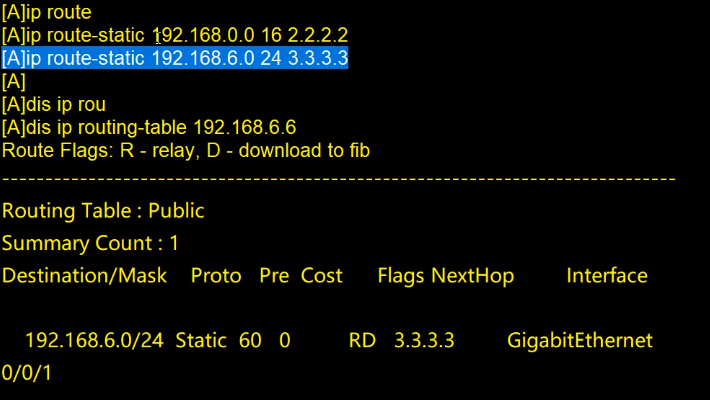 [A]ip route
[A]ip route-static 192.168.0.0 16 2.2.2.2
[A]ip route-static 192.168.6.0 24 3.3.3.3
[A]
[A]dis ip rou
[A]dis ip routing-table 192.168.6.6
Route Flags: R - relay, D - download to fib
------------------------------------------------------------------------------
Routing Table : Public
Summary Count : 1
Destination/Mask Proto Pre Cost Flags NextHop Interface
192.168.6.0/24 Static 60 0 RD 3.3.3.3 GigabitEthernet
0/0/1